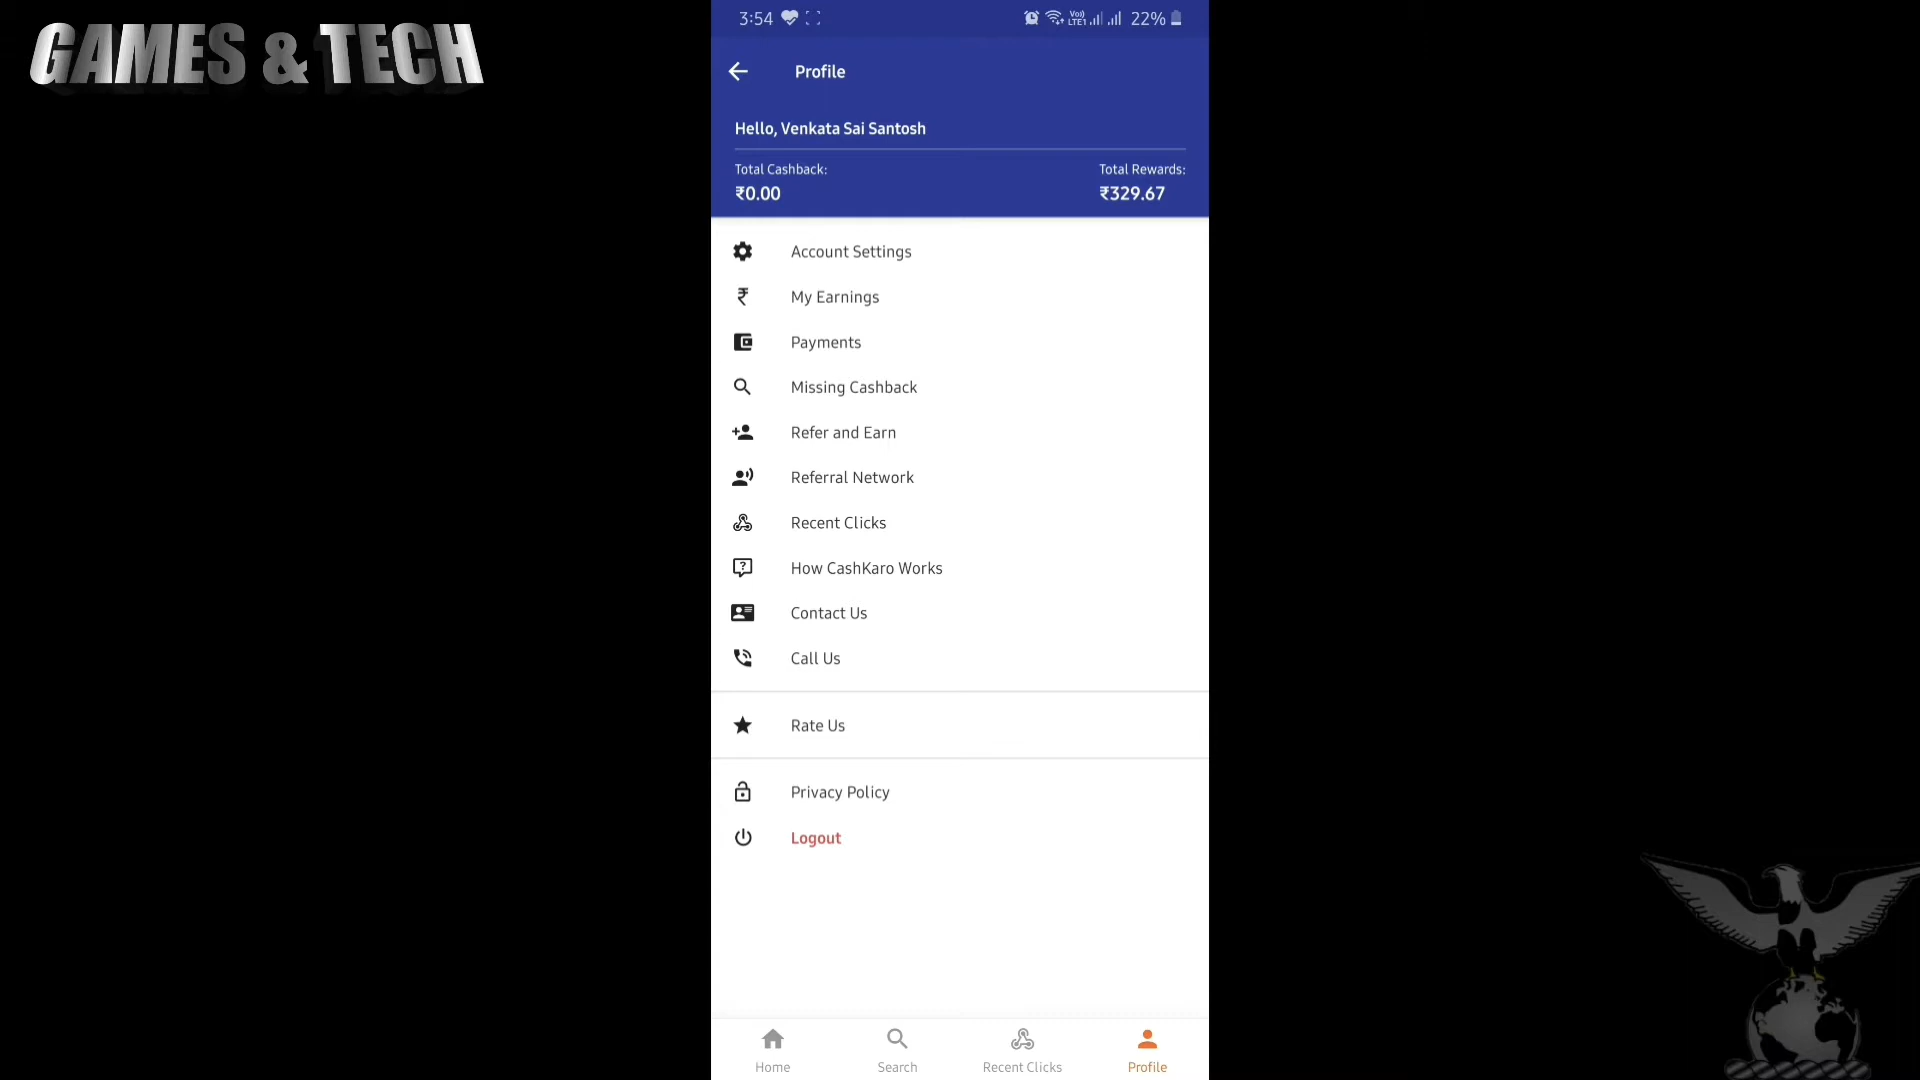 GAMES & TECH
3:54
Vo))
LTE1
22%
Profile
Hello, Venkata Sai Santosh
Total Cashback:
Total Rewards:
₹0.00
₹329.67
Account Settings
My Earnings
Payments
Missing Cashback
Refer and Earn
Referral Network
Recent Clicks
How CashKaro Works
Contact Us
Call Us
Rate Us
Privacy Policy
Logout
Home
Search
Recent Clicks
Profile